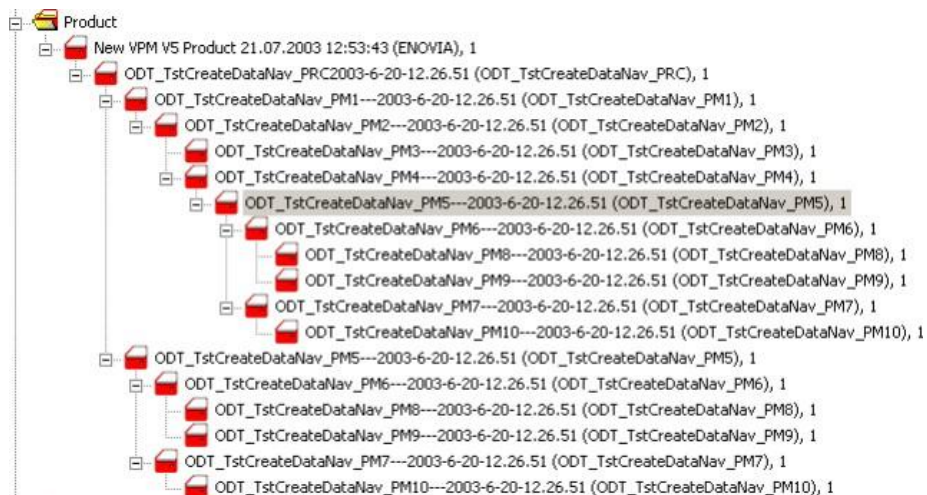 Product
New VPM V5 Product 21.07.2003 12:53:43 (ENOVIA), 1
ODT_TstCreateDataNav_PRC2003-6-20-12.26.51 (ODT_TstCreateDataNav_PRC), 1
ODT_TstCreateDataNav_PM1---2003-6-20-12.26.51 (ODT_TstCreateDataNav_PM1), 1
ODT_TstCreateDataNav_PM2---2003-6-20-12.26.51 (ODT_TstCreateDataNav_PM2), 1
ODT_TstCreateDataNav_PM3---2003-6-20-12.26.51 (ODT_TstCreateDataNav_PM3), 1
ODT_TstCreateDataNav_PM4---2003-6-20-12.26.51 (ODT_TstCreateDataNav_PM4), 1
ODT_TstCreateDataNav_PM5---2003-6-20-12.26.51 (ODT_TstCreateDataNav_PM5), 1
ODT_TstCreateDataNav_PM6---2003-6-20-12.26.51 (ODT_TstCreateDataNav_PM6), 1
ODT_TstCreateDataNav_PM8---2003-6-20-12.26.51 (ODT_TstCreateDataNav_PM8), 1
ODT_TstCreateDataNav_PM9---2003-6-20-12.26.51 (ODT_TstCreateDataNav_PM9), 1
ODT_TstCreateDataNav_PM7---2003-6-20-12.26.51 (ODT_TstCreateDataNav_PM7), 1
ODT_TstCreateDataNav_PM10---2003-6-20-12.26.51 (ODT_TstCreateDataNav_PM10), 1
ODT_TstCreateDataNav_PM5---2003-6-20-12.26.51 (ODT_TstCreateDataNav_PM5), 1
ODT_TstCreateDataNav_PM6---2003-6-20-12.26.51 (ODT_TstCreateDataNav_PM6), 1
ODT_TstCreateDataNav_PM8---2003-6-20-12.26.51 (ODT_TstCreateDataNav_PM8), 1
ODT_TstCreateDataNav_PM9---2003-6-20-12.26.51 (ODT_TstCreateDataNav_PM9), 1
ODT_TstCreateDataNav_PM7---2003-6-20-12.26.51 (ODT_TstCreateDataNav_PM7), 1
ODT_TstCreateDataNav_PM10---2003-6-20-12.26.51 (ODT_TstCreateDataNav_PM10), 1